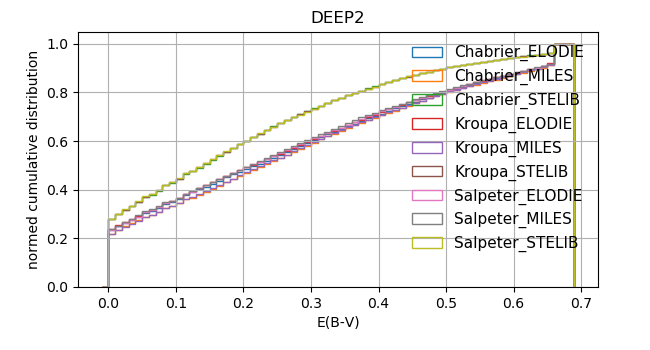 DEEP2
normed cumulative distribution
1.0
0.8
0.6
0.4
0.2
0.0
Chabrier_ELODIE
Chabrier_MILES
Chabrier_STELIB
Kroupa_ELODIE
Kroupa_MILES
Kroupa_STELIB
Salpeter_ELODIE
Salpeter_MILES
Salpeter_STELIB
0.0 0.1 0.2 0.3 0.4 0.5 0.6 0.7
E(B-V)